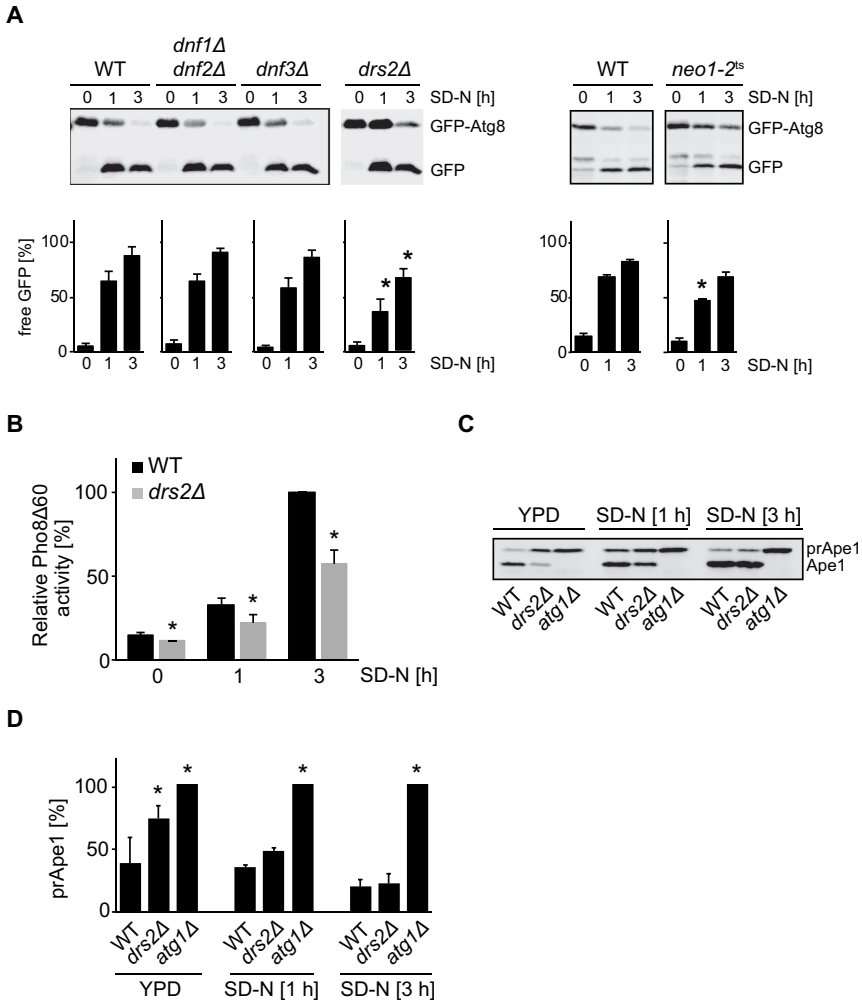 A
dnf1Δ
WT dnf2Δ dnf3Δ drs2Δ WT neo1-2ts
0 1 3 0 1 3 0 1 3 0 1 3 SD-N [h] 0 1 3 0 1 3 SD-N [h]
GFP-Atg8 GFP-Atg8
GFP GFP
free GFP [%]
100 100
50 * * 50 *
0 0
0 1 3 0 1 3 0 1 3 0 1 3 SD-N [h] 0 1 3 0 1 3 SD-N [h]
B
Relative Pho8Δ60
activity [%]
WT
drs2Δ
100
50
0
* * *
0 1 3 SD-N [h]
C
YPD SD-N [1 h] SD-N [3 h]
prApe1
Ape1
WT drs2Δ atg1Δ WT drs2Δ atg1Δ WT drs2Δ atg1Δ
D
prApe1 [%]
100
50
0
* * * *
WT drs2Δ atg1Δ WT drs2Δ atg1Δ WT drs2Δ atg1Δ
YPD SD-N [1 h] SD-N [3 h]